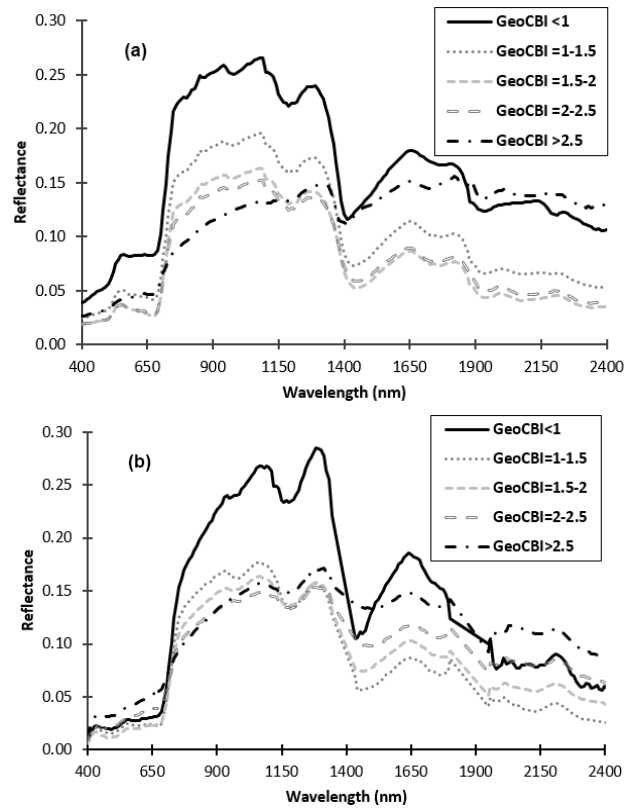 (a)
GeoCBI <1
GeoCBI =1-1.5
GeoCBI =1.5-2
GeoCBI =2-2.5
GeoCBI >2.5
Reflectance
0.30
0.25
0.20
0.15
0.10
0.05
0.00
400 650 900 1150 1400 1650 1900 2150 2400
Wavelength (nm)
(b)
GeoCBI<1
GeoCBI=1-1.5
GeoCBI=1.5-2
GeoCBI=2-2.5
GeoCBI>2.5
Reflectance
0.30
0.25
0.20
0.15
0.10
0.05
0.00
400 650 900 1150 1400 1650 1900 2150 2400
Wavelength (nm)